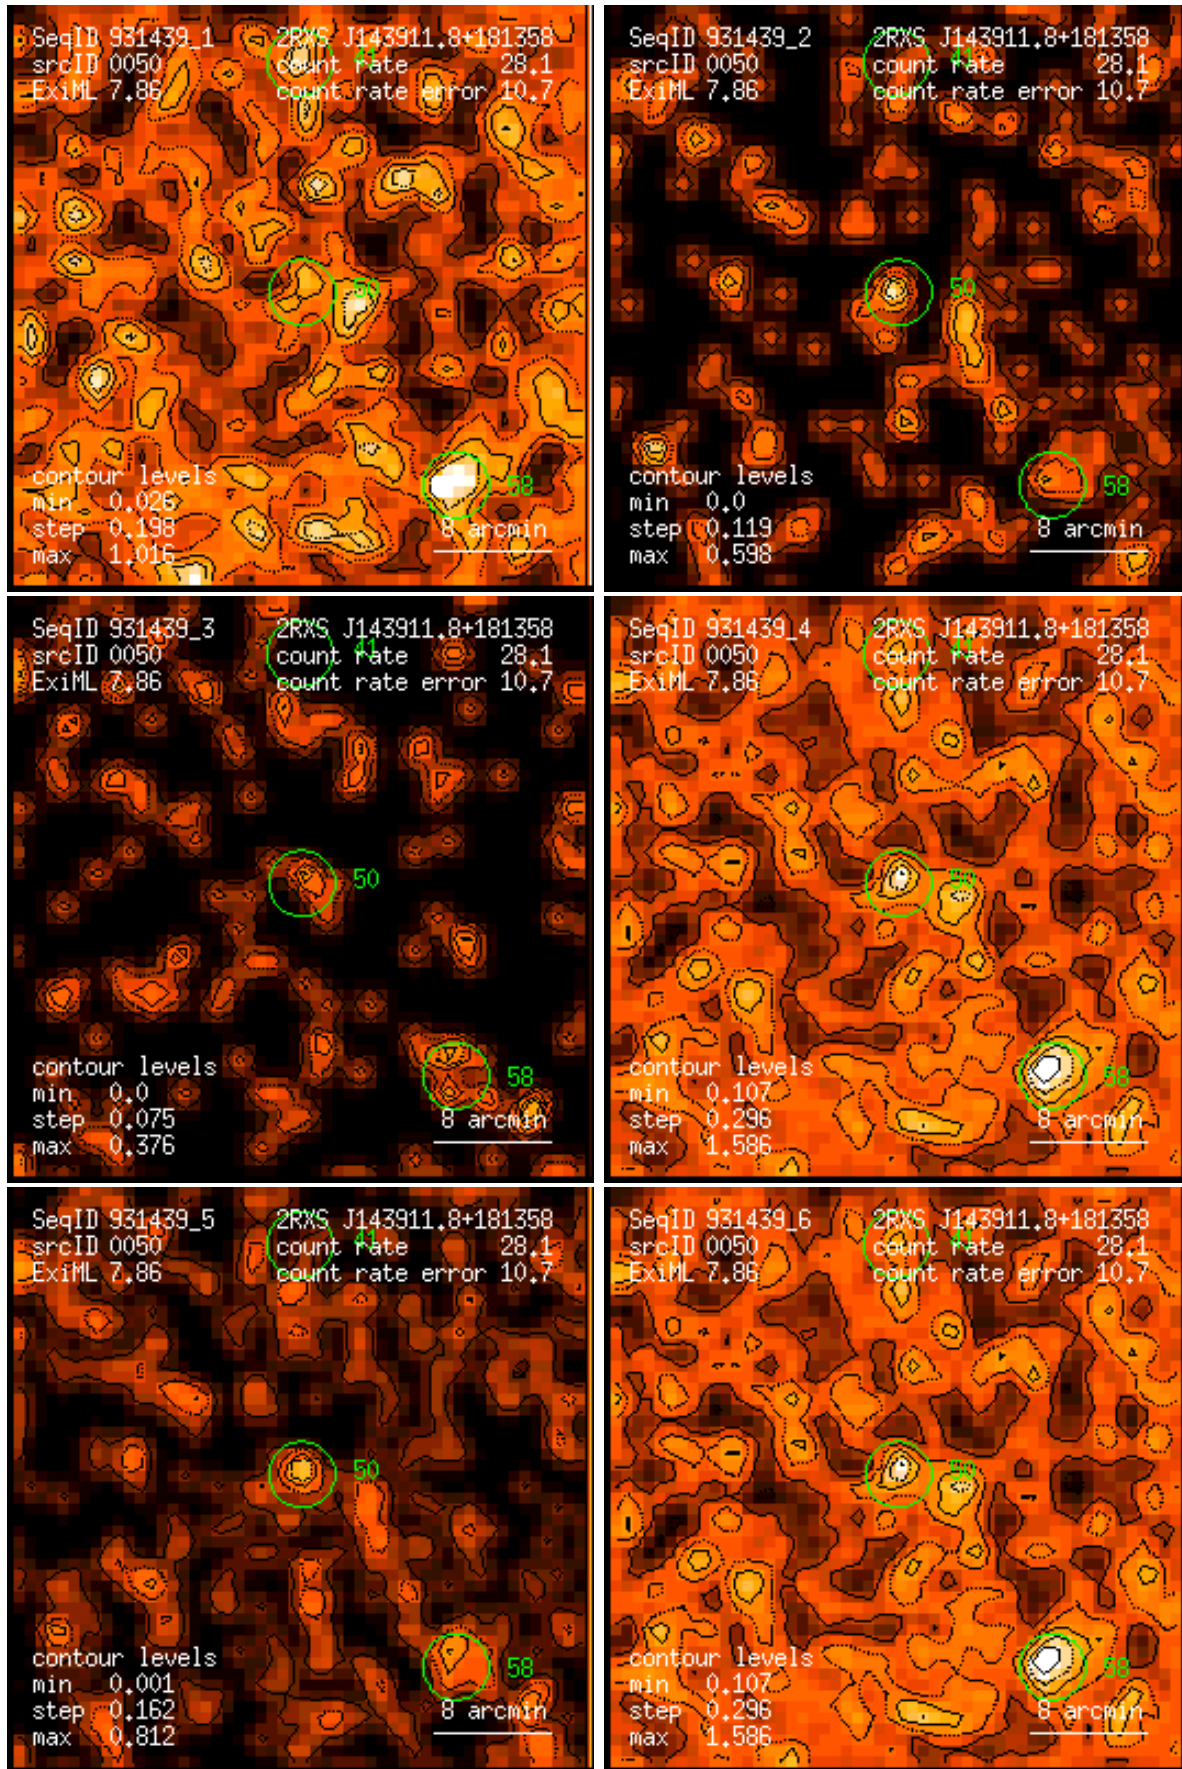 SeqID 931439_1 2RXS J143911.8+181358
srcID 0050 count rate 41 28.1
ExiML 7.86 count rate error 10.7
50
contour levels
58
min 0.026
step 0.198 8 arcmin
max 1.016
SeqID 931439_2 2RXS J143911.8+181358
srcID 0050 count rate 41 28.1
ExiML 7.86 count rate error 10.7
50
contour levels
58
min 0.0
step 0.119 8 arcmin
max 0.598
SeqID 931439_3 2RXS J143911.8+181358
srcID 0050 count rate 41 28.1
ExiML 7.86 count rate error 10.7
50
contour levels
58
min 0.0
step 0.075 8 arcmin
max 0.376
SeqID 931439_4 2RXS J143911.8+181358
srcID 0050 count rate 41 28.1
ExiML 7.86 count rate error 10.7
50
contour levels
58
min 0.107
step 0.296 8 arcmin
max 1.586
SeqID 931439_5 2RXS J143911.8+181358
srcID 0050 count rate 41 28.1
ExiML 7.86 count rate error 10.7
50
contour levels
58
min 0.001
step 0.162 8 arcmin
max 0.812
SeqID 931439_6 2RXS J143911.8+181358
srcID 0050 count rate 41 28.1
ExiML 7.86 count rate error 10.7
50
contour levels
58
min 0.107
step 0.296 8 arcmin
max 1.586